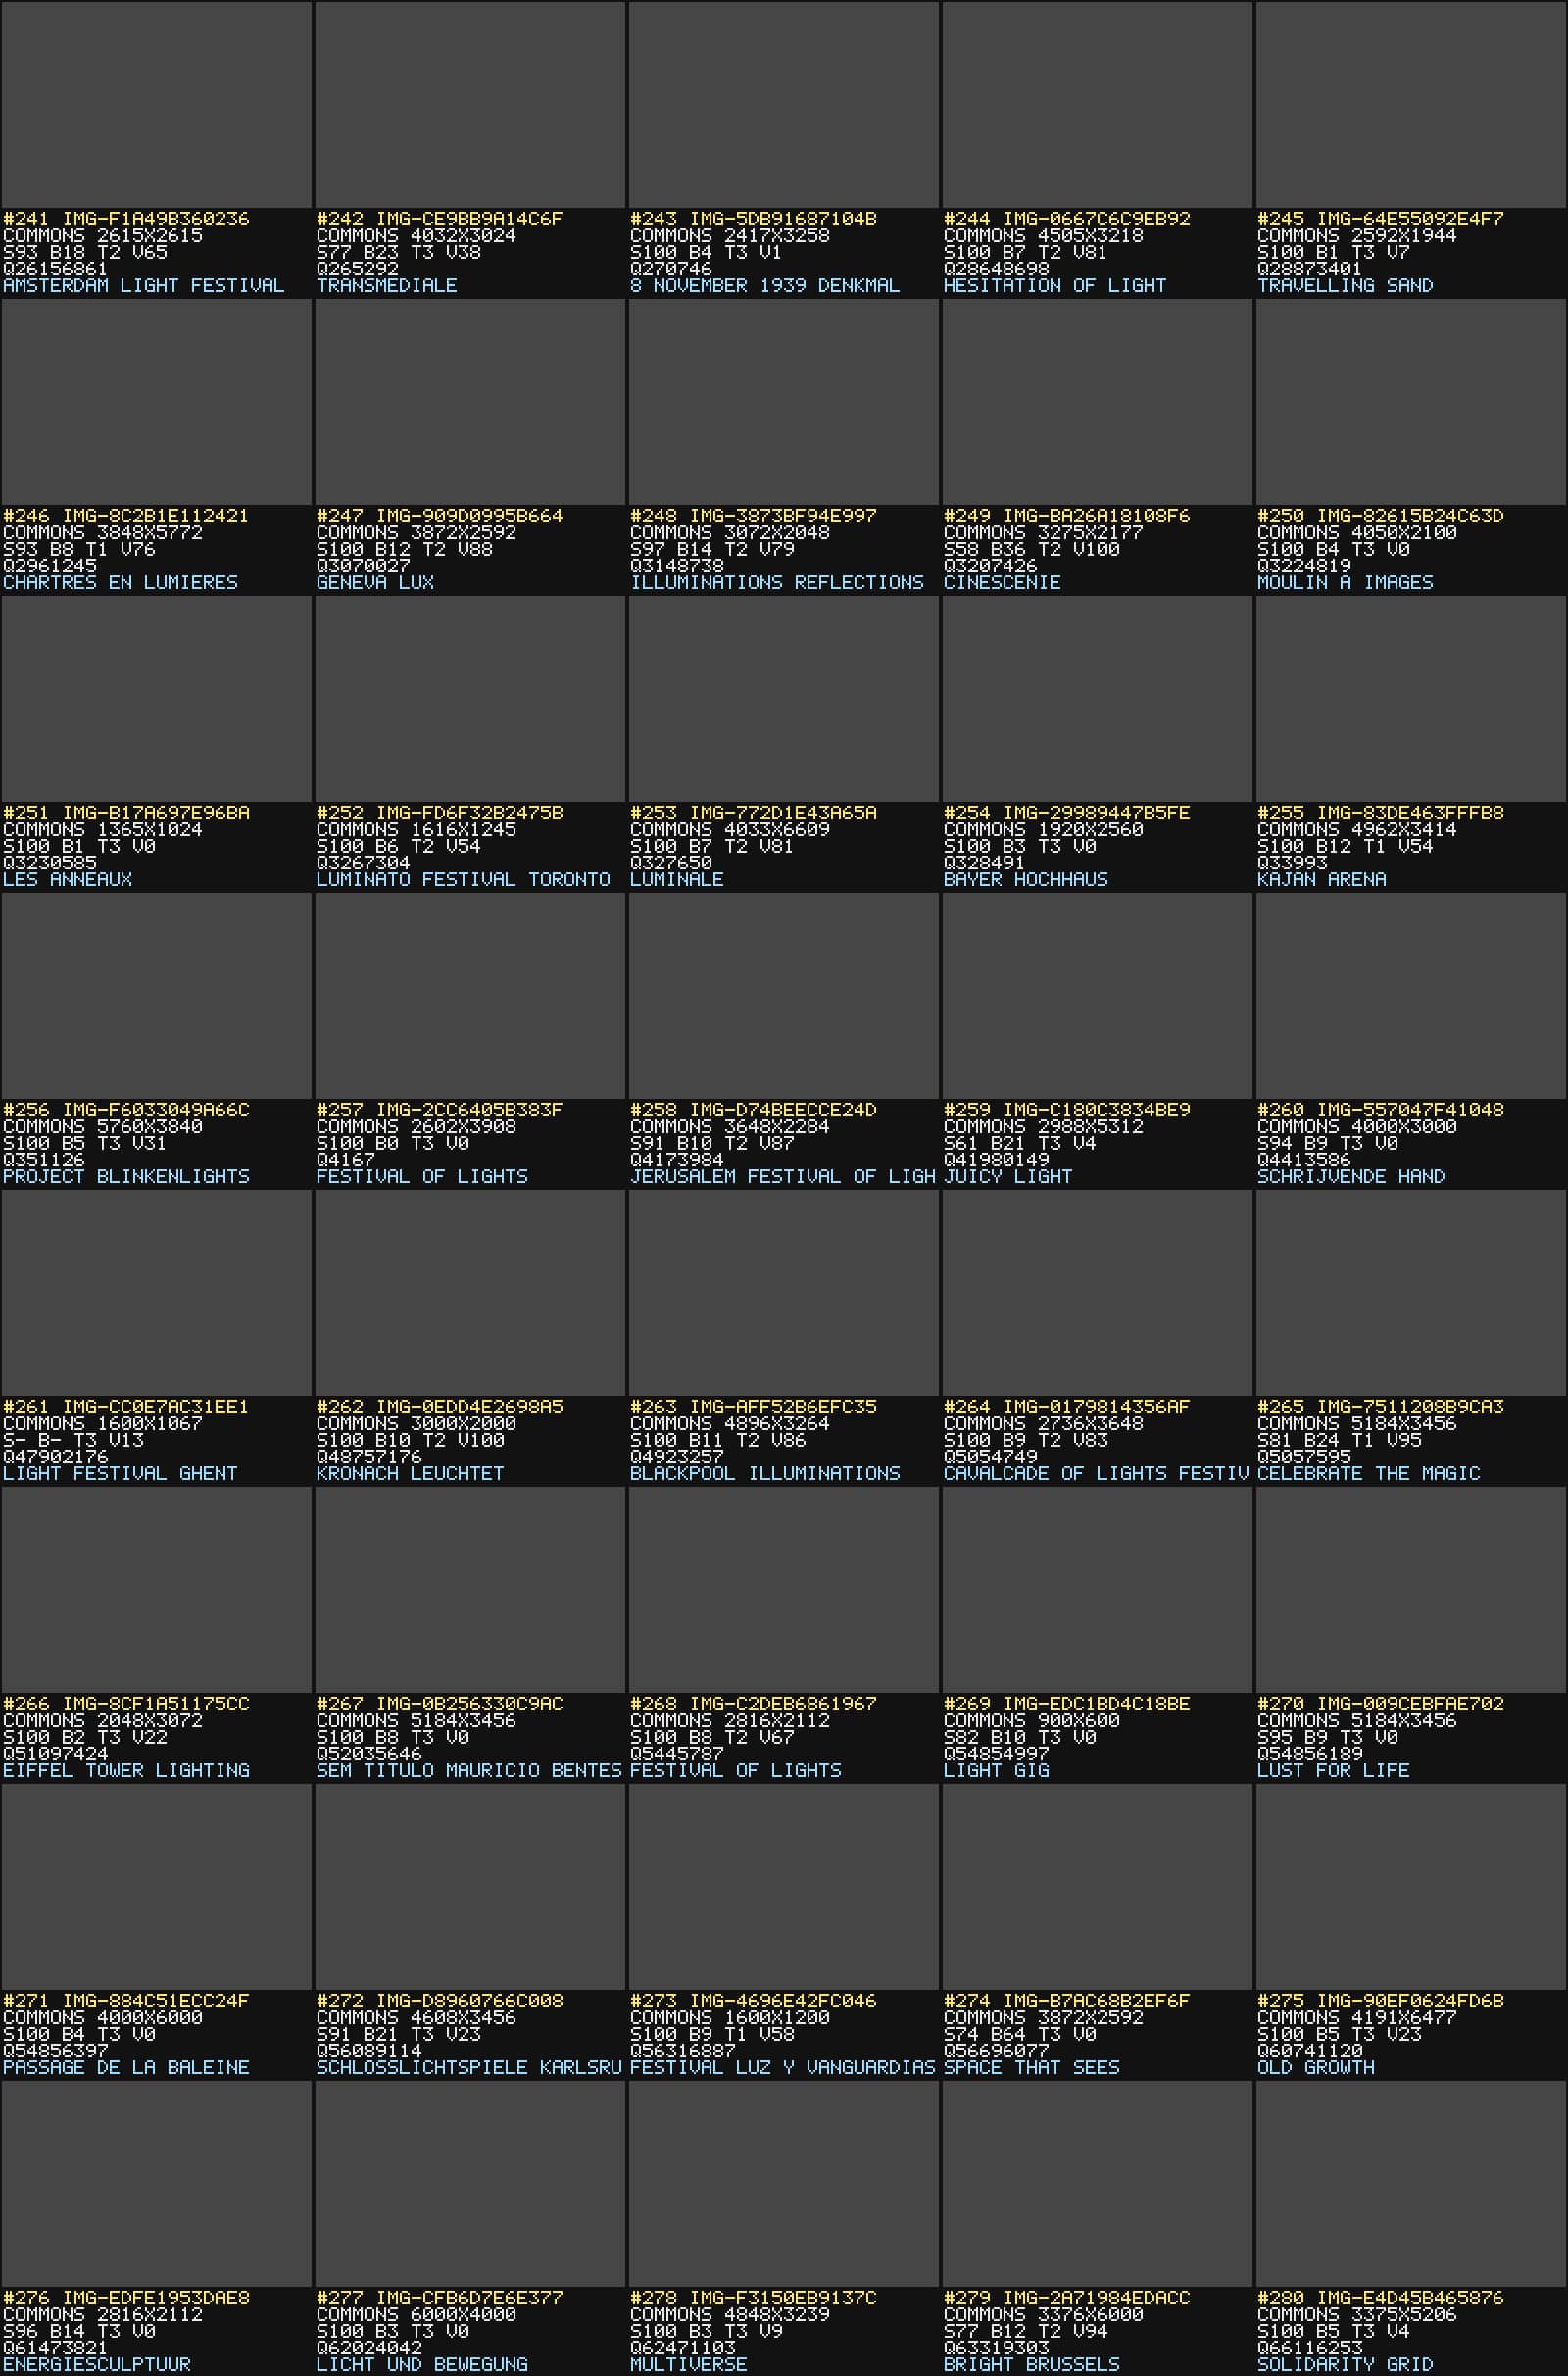 #241 IMG-F1A49B360236
COMMONS 2615X2615
S93 B18 T2 V65
Q26156861
AMSTERDAM LIGHT FESTIVAL
#242 IMG-CE9BB9A14C6F
COMMONS 4032X3024
S77 B23 T3 V38
Q265292
TRANSMEDIALE
#243 IMG-5DB91687104B
COMMONS 2417X3258
S100 B4 T3 V1
Q270746
8 NOVEMBER 1939 DENKMAL
#244 IMG-0667C6C9EB92
COMMONS 4505X3218
S100 B7 T2 V81
Q28648698
HESITATION OF LIGHT
#245 IMG-64E55092E4F7
COMMONS 2592X1944
S100 B1 T3 V7
Q28873401
TRAVELLING SAND
#246 IMG-8C2B1E112421
COMMONS 3848X5772
S93 B8 T1 V76
Q2961245
CHARTRES EN LUMIERES
#247 IMG-909D0995B664
COMMONS 3872X2592
S100 B12 T2 V88
Q3070027
GENEVA LUX
#248 IMG-3873BF94E997
COMMONS 3072X2048
S97 B14 T2 V79
Q3148738
ILLUMINATIONS REFLECTIONS
#249 IMG-BA26A18108F6
COMMONS 3275X2177
S58 B36 T2 V100
Q3207426
CINESCENIE
#250 IMG-82615B24C63D
COMMONS 4050X2100
S100 B4 T3 V0
Q3224819
MOULIN A IMAGES
#251 IMG-B17A697E96BA
COMMONS 1365X1024
S100 B1 T3 V0
Q3230585
LES ANNEAUX
#252 IMG-FD6F32B2475B
COMMONS 1616X1245
S100 B6 T2 V54
Q3267304
LUMINATO FESTIVAL TORONTO
#253 IMG-772D1E43A65A
COMMONS 4033X6609
S100 B7 T2 V81
Q327650
LUMINALE
#254 IMG-29989447B5FE
COMMONS 1920X2560
S100 B3 T3 V0
Q328491
BAYER HOCHHAUS
#255 IMG-83DE463FFFB8
COMMONS 4962X3414
S100 B12 T1 V54
Q33993
KAJAN ARENA
#256 IMG-F6033049A66C
COMMONS 5760X3840
S100 B5 T3 V31
Q351126
PROJECT BLINKENLIGHTS
#257 IMG-2CC6405B383F
COMMONS 2602X3908
S100 B0 T3 V0
Q4167
FESTIVAL OF LIGHTS
#258 IMG-D74BEECCE24D
COMMONS 3648X2284
S91 B10 T2 V87
Q4173984
JERUSALEM FESTIVAL OF LIGH
#259 IMG-C180C3834BE9
COMMONS 2988X5312
S61 B21 T3 V4
Q41980149
JUICY LIGHT
#260 IMG-557047F41048
COMMONS 4000X3000
S94 B9 T3 V0
Q4413586
SCHRIJVENDE HAND
#261 IMG-CC0E7AC31EE1
COMMONS 1600X1067
S- B- T3 V13
Q47902176
LIGHT FESTIVAL GHENT
#262 IMG-0EDD4E2698A5
COMMONS 3000X2000
S100 B10 T2 V100
Q48757176
KRONACH LEUCHTET
#263 IMG-AFF52B6EFC35
COMMONS 4896X3264
S100 B11 T2 V86
Q4923257
BLACKPOOL ILLUMINATIONS
#264 IMG-0179814356AF
COMMONS 2736X3648
S100 B9 T2 V83
Q5054749
CAVALCADE OF LIGHTS FESTIV
#265 IMG-7511208B9CA3
COMMONS 5184X3456
S81 B24 T1 V95
Q5057595
CELEBRATE THE MAGIC
#266 IMG-8CF1A51175CC
COMMONS 2048X3072
S100 B2 T3 V22
Q51097424
EIFFEL TOWER LIGHTING
#267 IMG-0B256330C9AC
COMMONS 5184X3456
S100 B8 T3 V0
Q52035646
SEM TITULO MAURICIO BENTES
#268 IMG-C2DEB6861967
COMMONS 2816X2112
S100 B8 T2 V67
Q5445787
FESTIVAL OF LIGHTS
#269 IMG-EDC1BD4C18BE
COMMONS 900X600
S82 B10 T3 V0
Q54854997
LIGHT GIG
#270 IMG-009CEBFAE702
COMMONS 5184X3456
S95 B9 T3 V0
Q54856189
LUST FOR LIFE
#271 IMG-884C51ECC24F
COMMONS 4000X6000
S100 B4 T3 V0
Q54856397
PASSAGE DE LA BALEINE
#272 IMG-D8960766C008
COMMONS 4608X3456
S91 B21 T3 V23
Q56089114
SCHLOSSLICHTSPIELE KARLSRU
#273 IMG-4696E42FC046
COMMONS 1600X1200
S100 B9 T1 V58
Q56316887
FESTIVAL LUZ Y VANGUARDIAS
#274 IMG-B7AC68B2EF6F
COMMONS 3872X2592
S74 B64 T3 V0
Q56696077
SPACE THAT SEES
#275 IMG-90EF0624FD6B
COMMONS 4191X6477
S100 B5 T3 V23
Q60741120
OLD GROWTH
#276 IMG-EDFE1953DAE8
COMMONS 2816X2112
S96 B14 T3 V0
Q61473821
ENERGIESCULPTUUR
#277 IMG-CFB6D7E6E377
COMMONS 6000X4000
S100 B3 T3 V0
Q62024042
LICHT UND BEWEGUNG
#278 IMG-F3150EB9137C
COMMONS 4848X3239
S100 B3 T3 V9
Q62471103
MULTIVERSE
#279 IMG-2A71984EDACC
COMMONS 3376X6000
S77 B12 T2 V94
Q63319303
BRIGHT BRUSSELS
#280 IMG-E4D45B465876
COMMONS 3375X5206
S100 B5 T3 V4
Q66116253
SOLIDARITY GRID